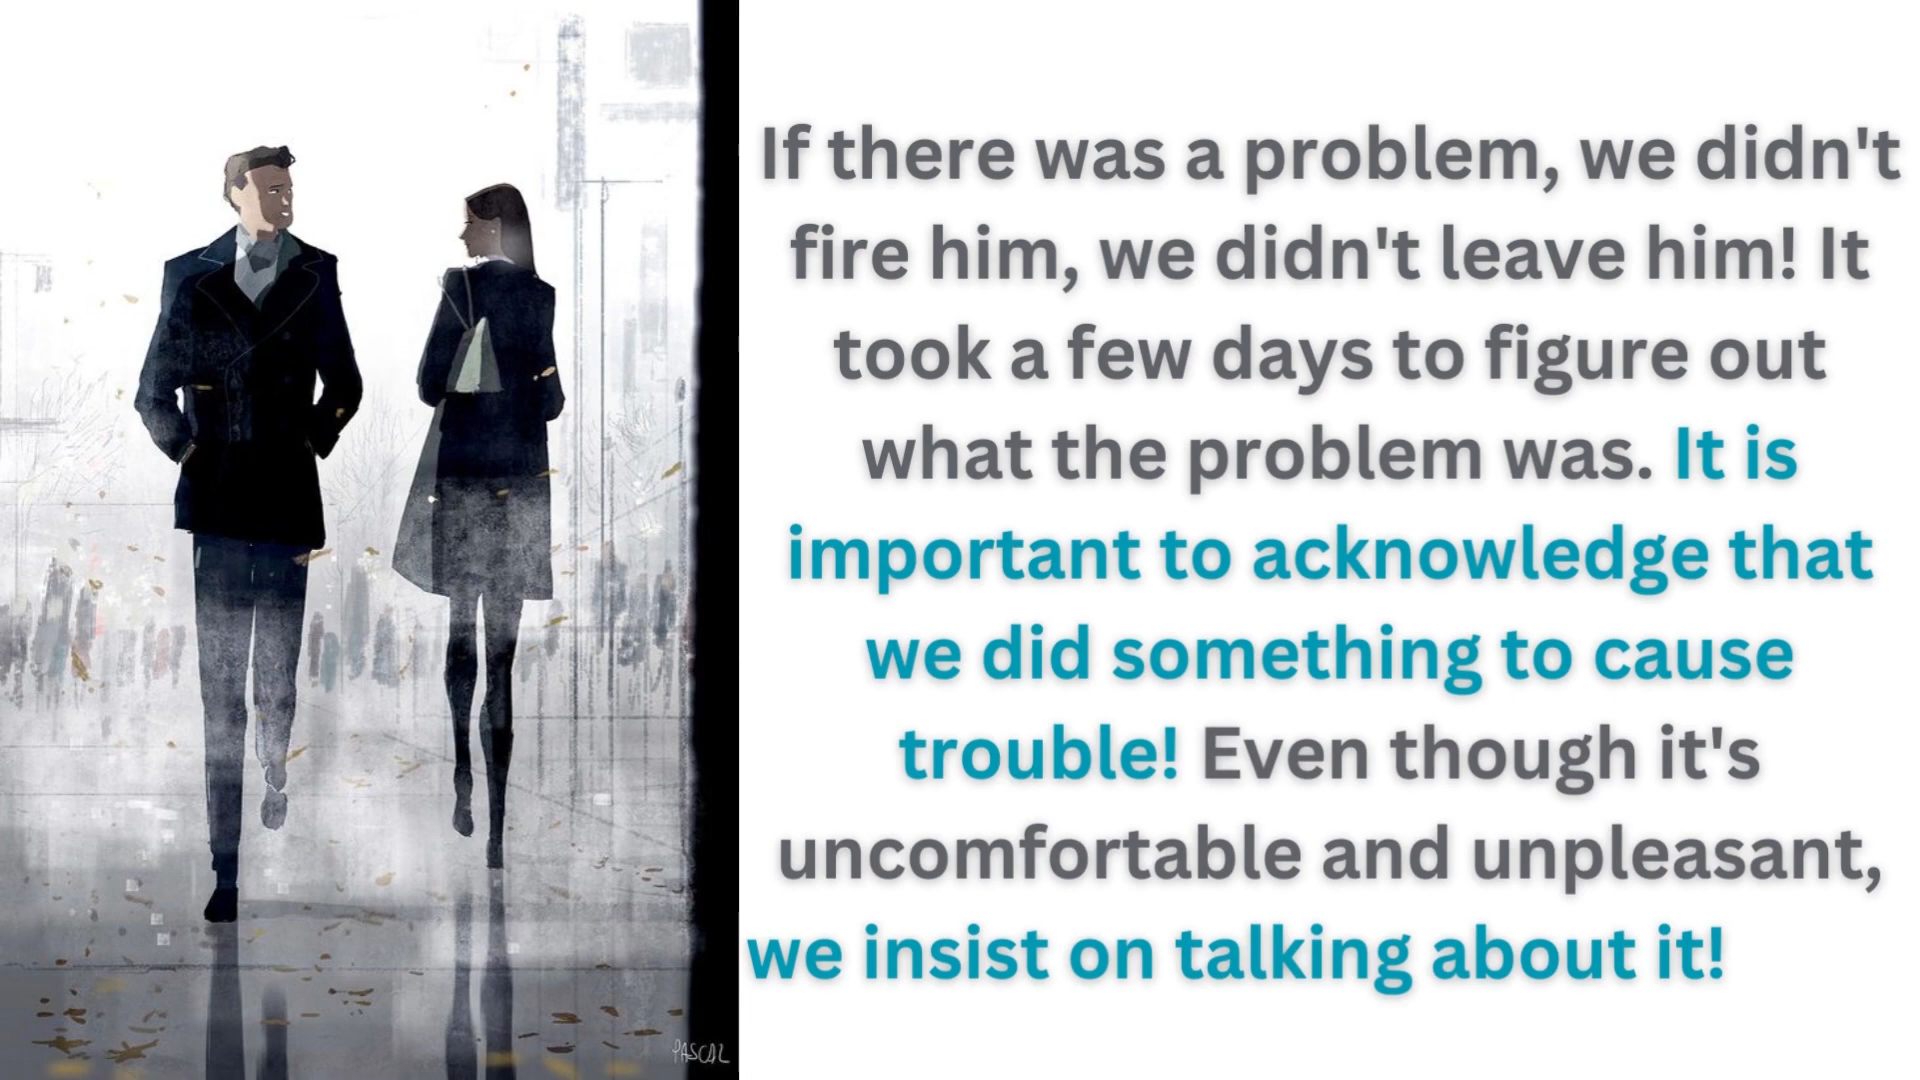 If there was a problem, we didn't
fire him, we didn't leave him! It
took a few days to figure out
what the problem was. It is
important to acknowledge that
we did something to cause
trouble! Even though it's
uncomfortable and unpleasant,
we insist on talking about it!
PASCAL